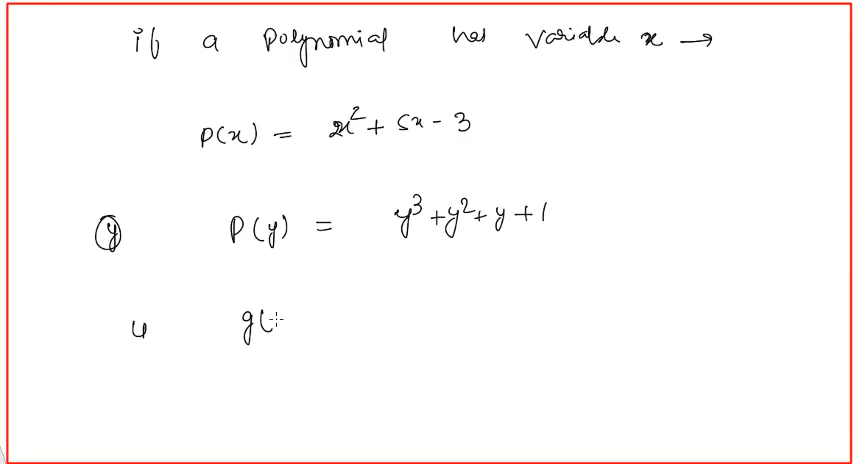 if a polynomial has variable x →
P(x) = x² + 5x - 3
y P(y) = y³ + y² + y + 1
u g(